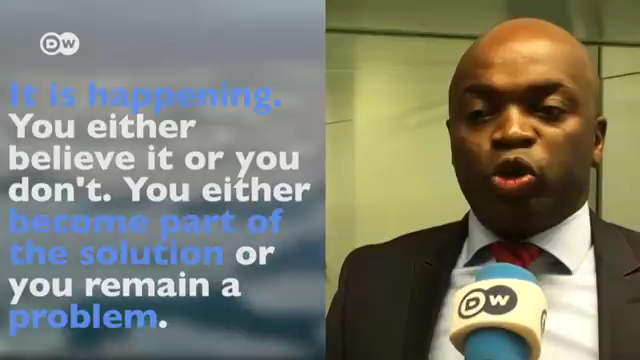 DW
It is happening.
You either
believe it or you
don't. You either
become part of
the solution or
you remain a
problem.
DW